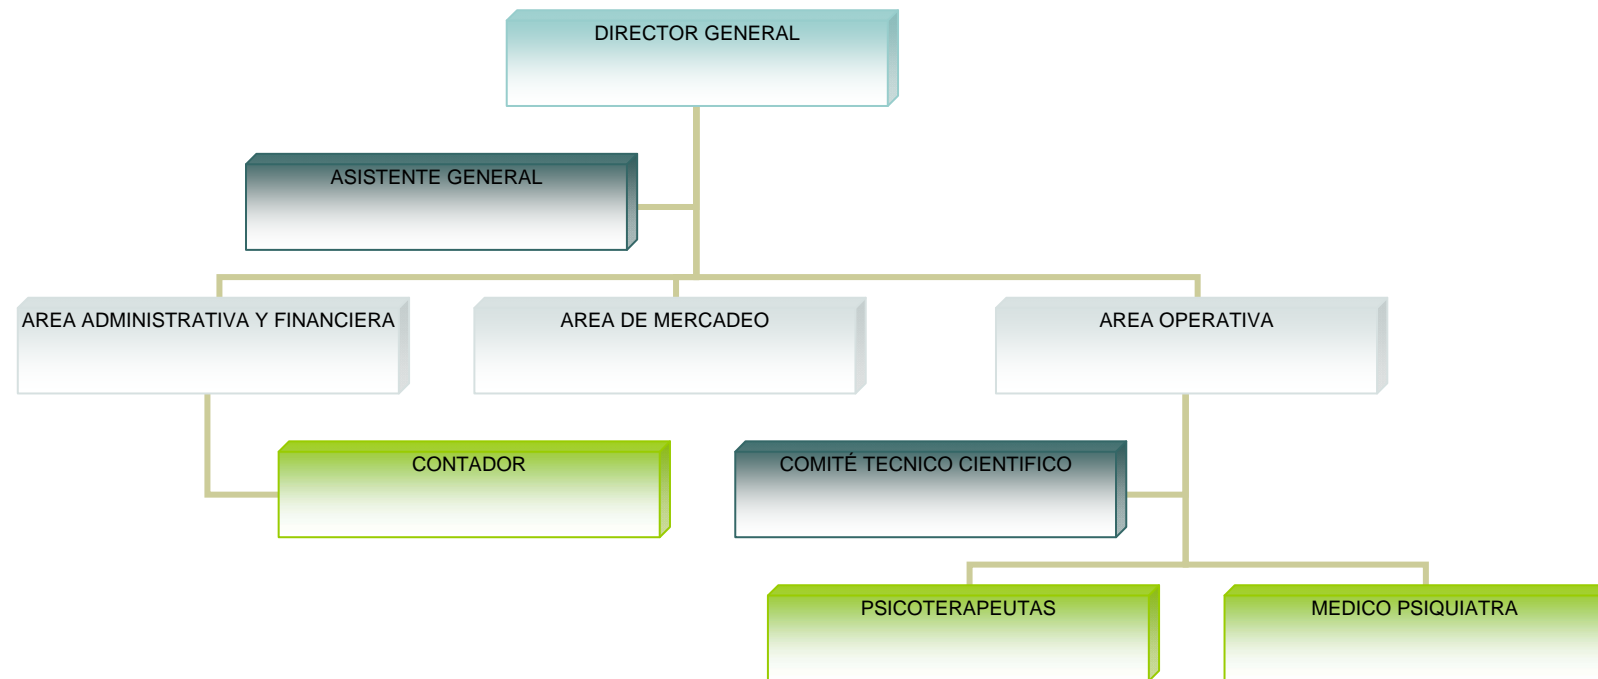 DIRECTOR GENERAL
ASISTENTE GENERAL
AREA ADMINISTRATIVA Y FINANCIERA
AREA DE MERCADEO
AREA OPERATIVA
CONTADOR
COMITÉ TECNICO CIENTIFICO
PSICOTERAPEUTAS
MEDICO PSIQUIATRA